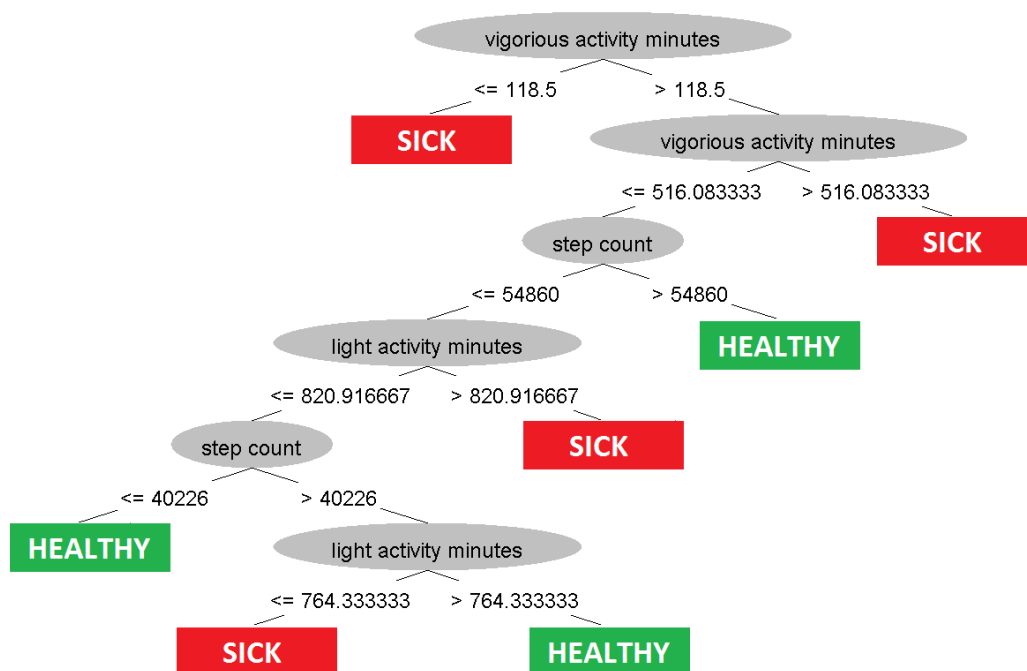 vigorious activity minutes
<= 118.5 > 118.5
SICK
vigorious activity minutes
<= 516.083333 > 516.083333
step count
SICK
<= 54860 > 54860
light activity minutes
HEALTHY
<= 820.916667 > 820.916667
step count
SICK
<= 40226 > 40226
HEALTHY
light activity minutes
<= 764.333333 > 764.333333
SICK
HEALTHY